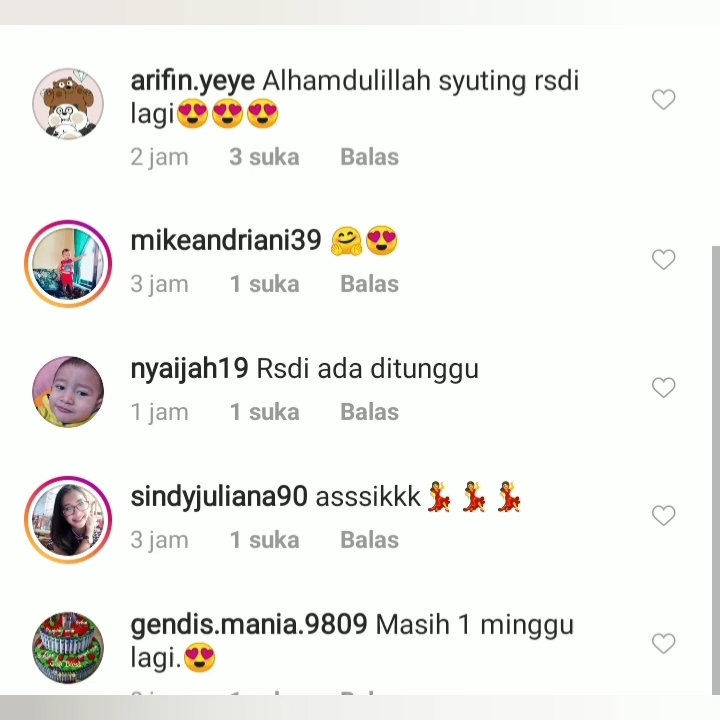 arifin.yeye Alhamdulillah syuting rsdi
lagi😍😍😍
2 jam 3 suka Balas
mikeandriani39 🤗😍
3 jam 1 suka Balas
nyaijah19 Rsdi ada ditunggu
1 jam 1 suka Balas
sindyjuliana90 asssikkk💃💃💃
3 jam 1 suka Balas
gendis.mania.9809 Masih 1 minggu
lagi.😍